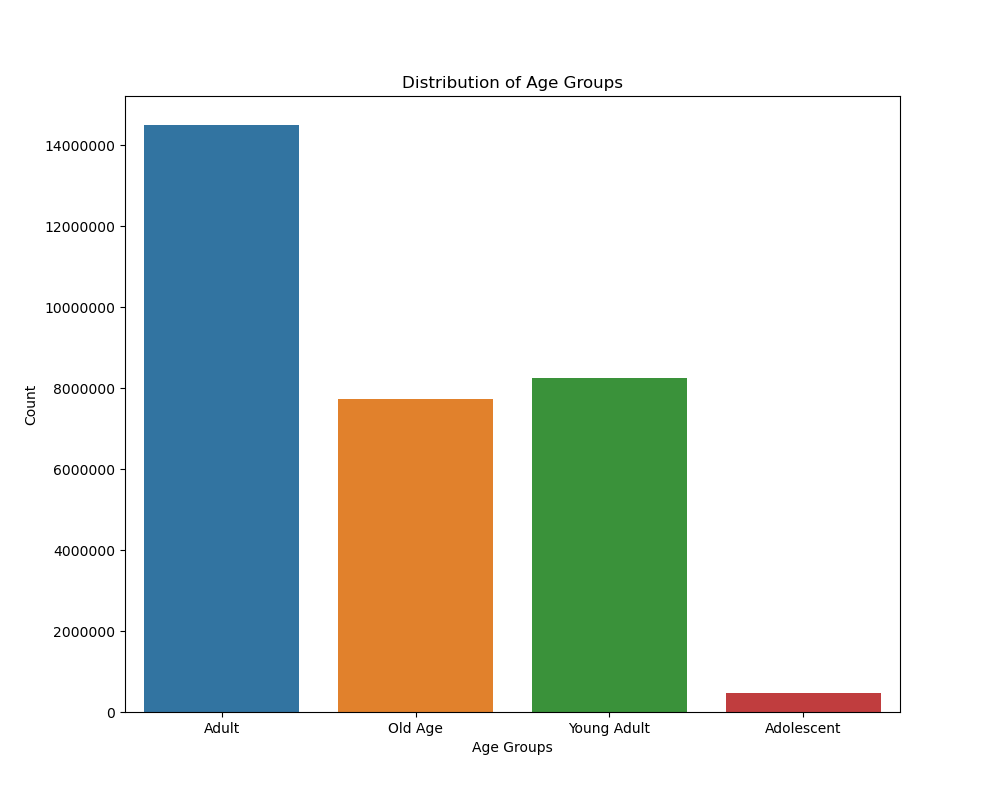 Distribution of Age Groups
14000000
12000000
10000000
8000000
6000000
4000000
2000000
0
Count
Adult Old Age Young Adult Adolescent
Age Groups